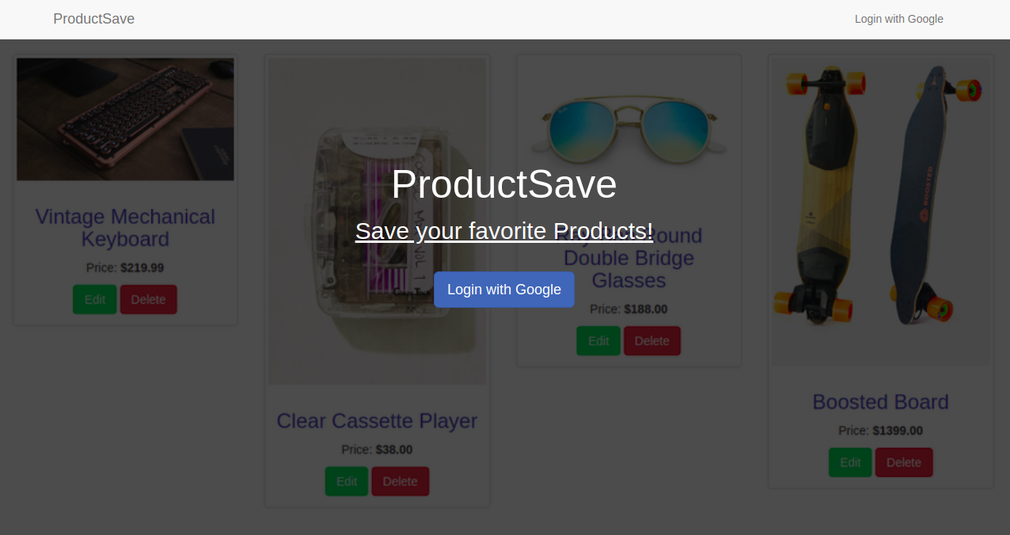 ProductSave
Login with Google
ProductSave
Save your favorite Products!
Login with Google
Vintage Mechanical
Keyboard
Price: $219.99
Edit Delete
Clear Cassette Player
Price: $38.00
Edit Delete
Round
Double Bridge
Glasses
Price: $188.00
Edit Delete
BOOSTED
Boosted Board
Price: $1399.00
Edit Delete